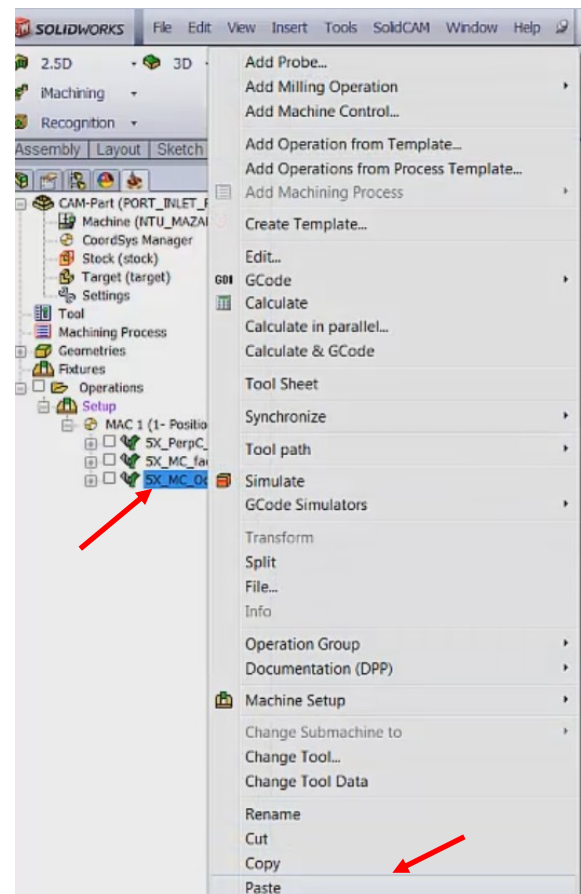 SOLIDWORKS File Edit View Insert Tools SolidCAM Window Help
2.5D 3D
iMachining
Recognition
Assembly Layout Sketch
CAM-Part (PORT_INLET_
Machine (NTU_MAZA
CoordSys Manager
Stock (stock)
Target (target)
Settings
Tool
Machining Process
Geometries
Fixtures
Operations
Setup
MAC 1 (1- Positio
5X_PerpC_
5X_MC_fa
5X_MC_O
Add Probe...
Add Milling Operation
Add Machine Control...
Add Operation from Template...
Add Operations from Process Template...
Add Machining Process
Create Template...
Edit...
G01 GCode
Calculate
Calculate in parallel...
Calculate & GCode
Tool Sheet
Synchronize
Tool path
Simulate
GCode Simulators
Transform
Split
File...
Info
Operation Group
Documentation (DPP)
Machine Setup
Change Submachine to
Change Tool...
Change Tool Data
Rename
Cut
Copy
Paste